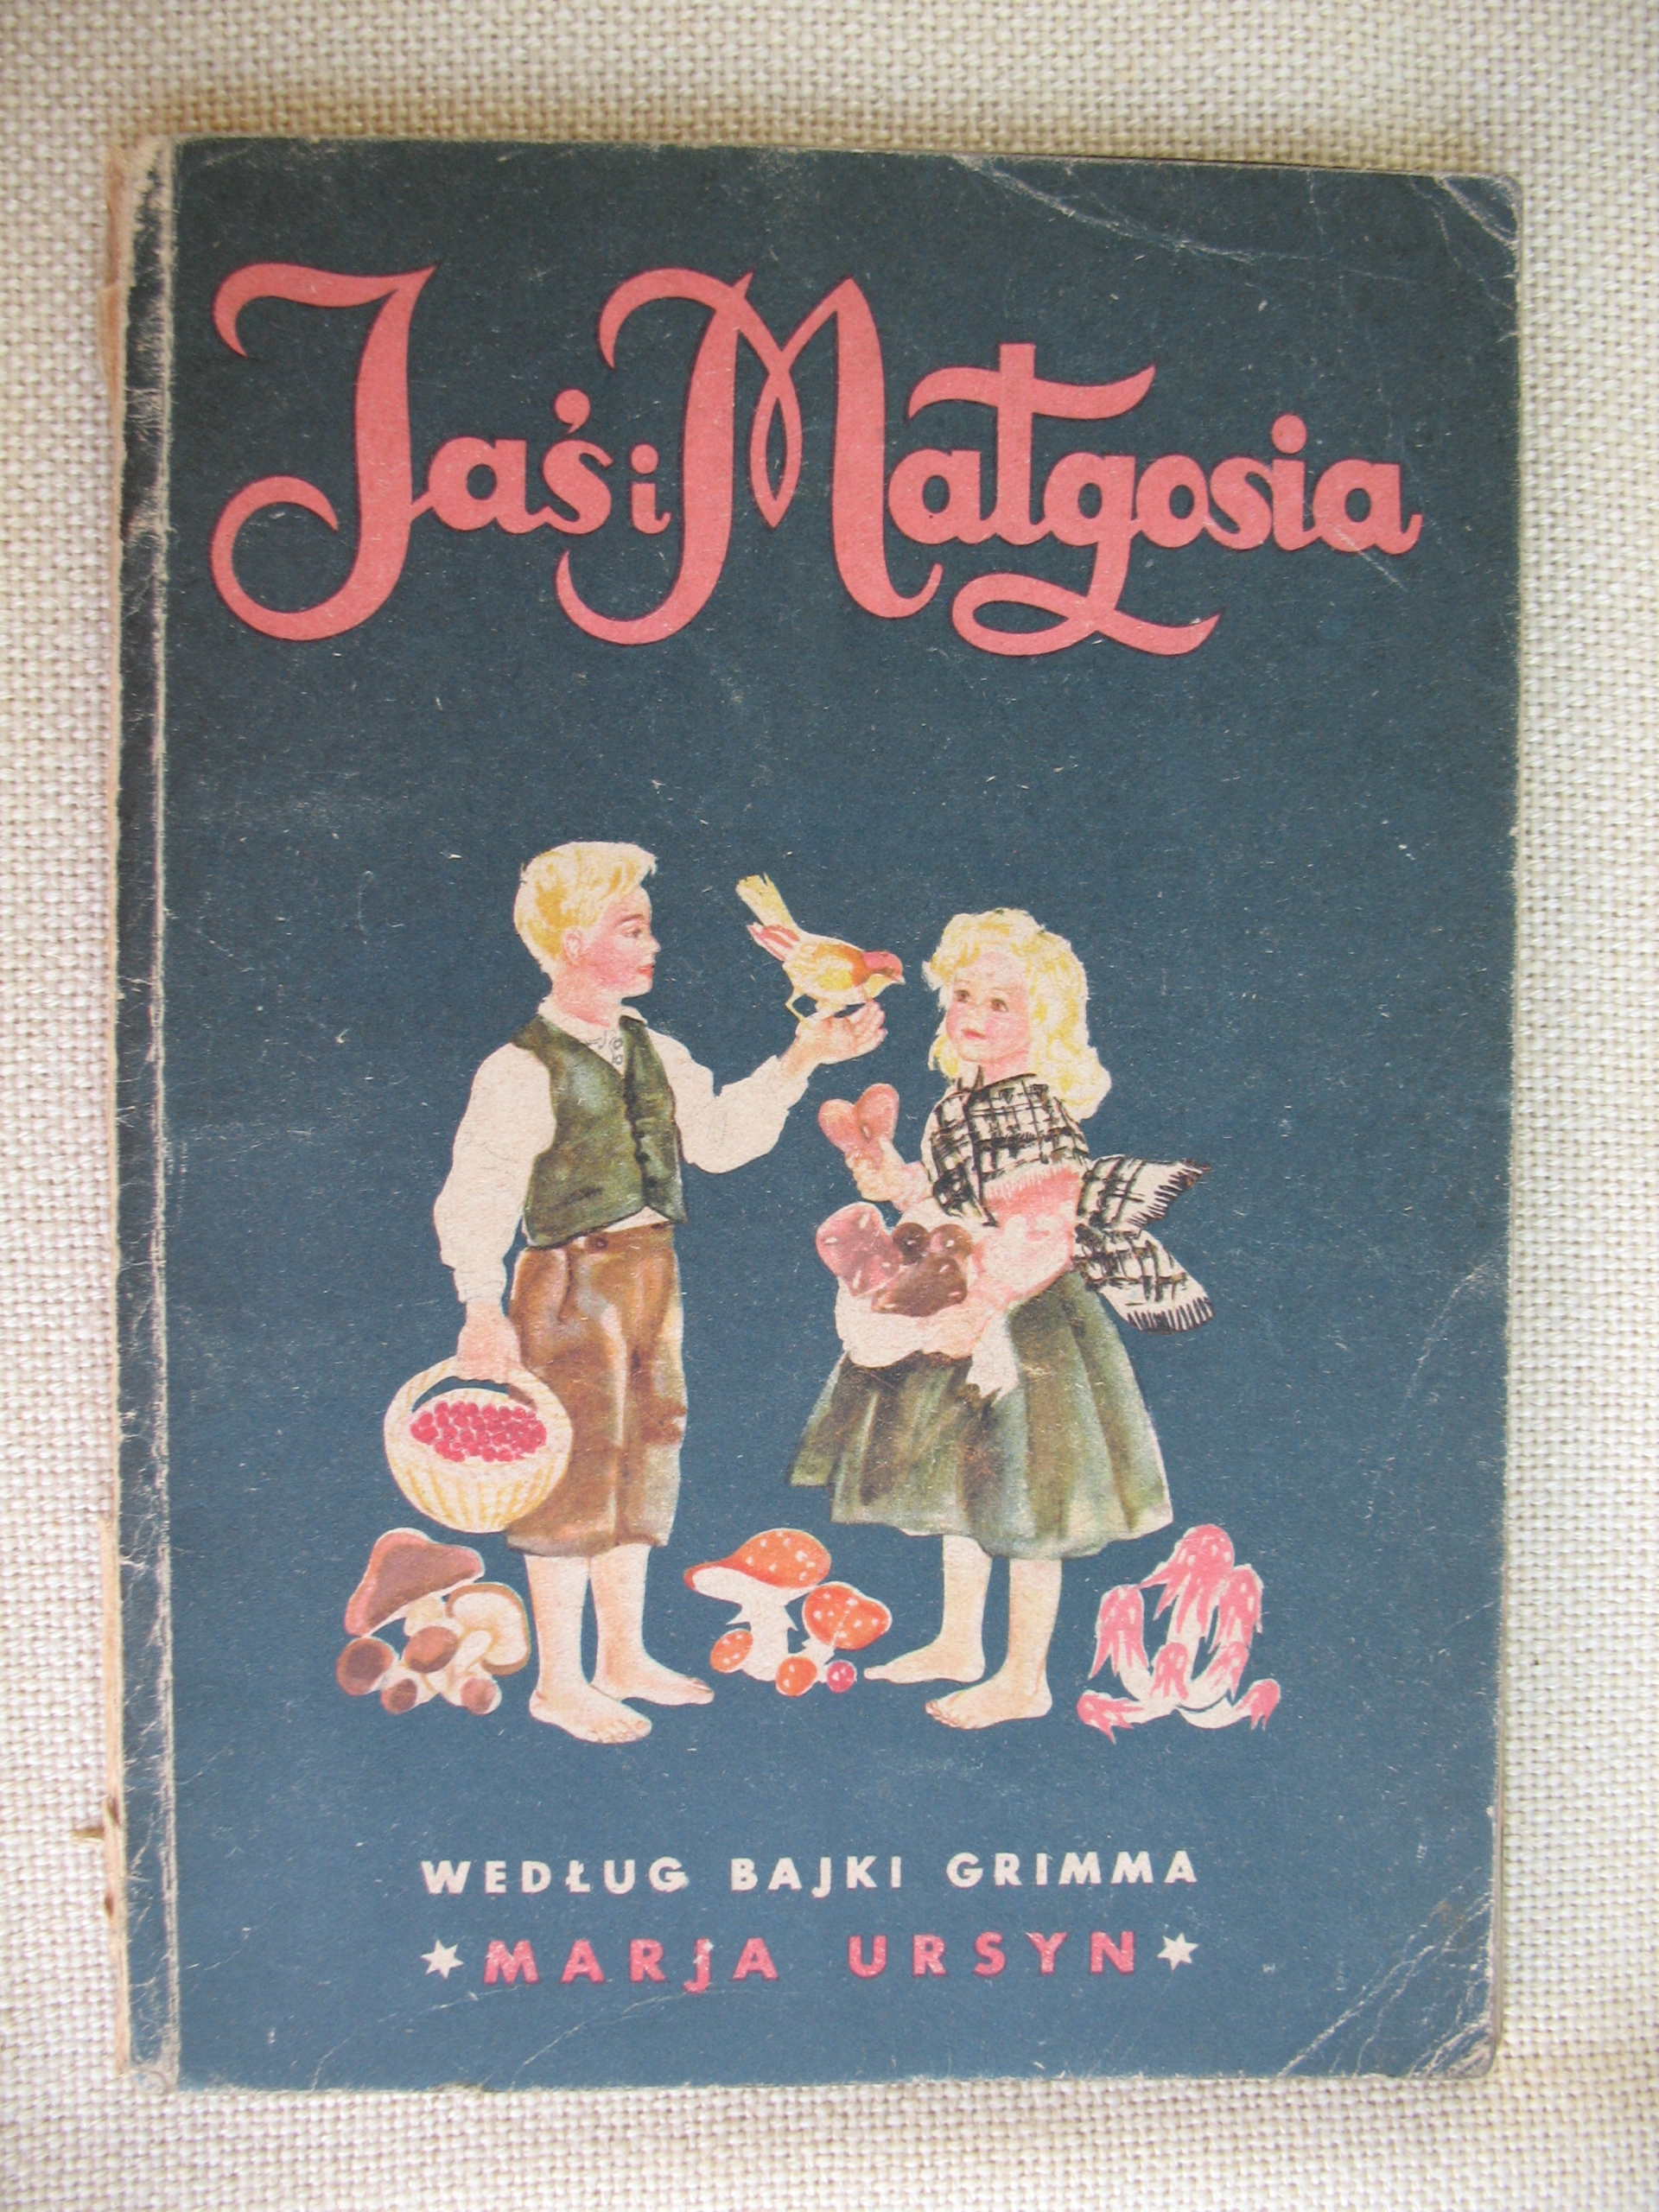 Jaś i Małgosia
WEDŁUG BAJKI GRIMMA
MARJA URSYN